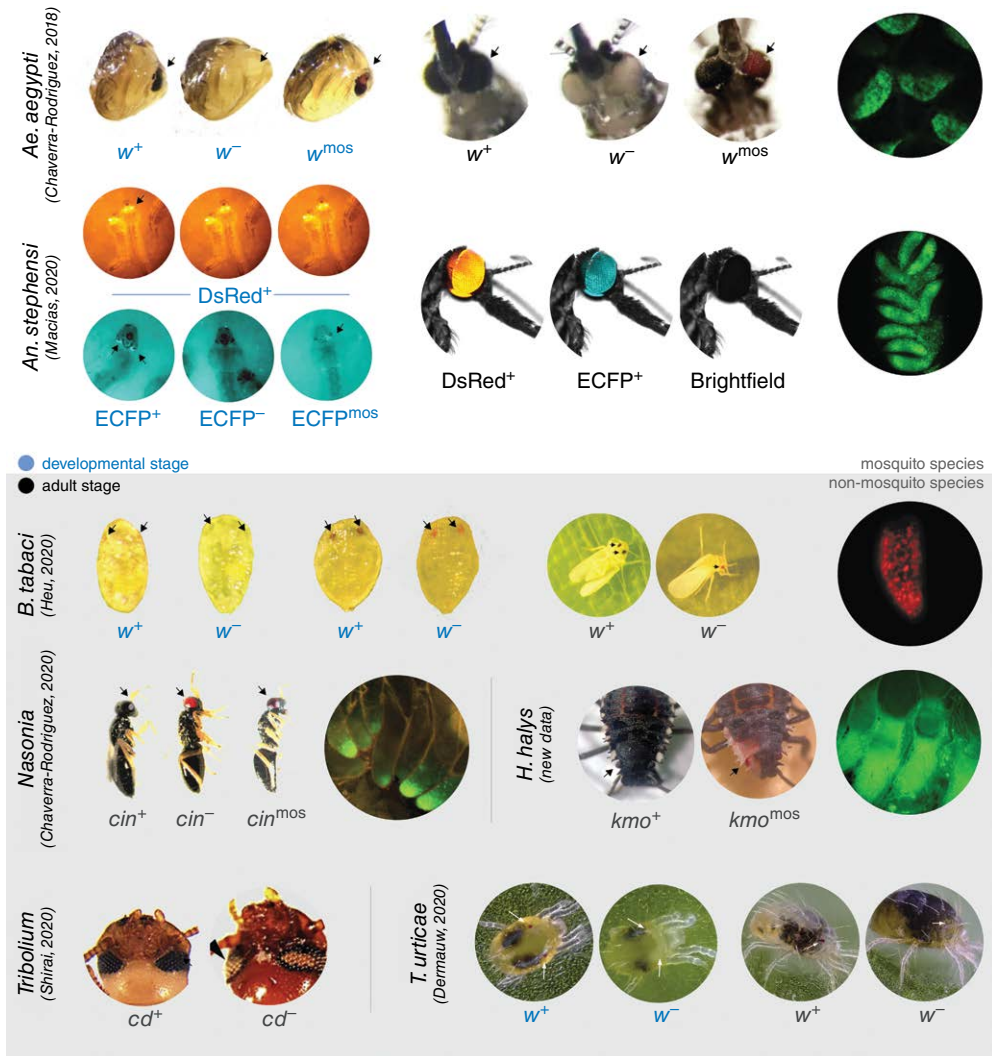 Ae. aegypti
(Chaverra-Rodriguez, 2018)
w+
w−
wmos
w+
w−
wmos
An. stephensi
(Macias, 2020)
DsRed+
ECFP+
ECFP−
ECFPmos
DsRed+
ECFP+
Brightfield
developmental stage
adult stage
mosquito species
non-mosquito species
B. tabaci
(Heu, 2020)
w+
w−
w+
w−
w+
w−
Nasonia
(Chaverra-Rodriguez, 2020)
cin+
cin−
cinmos
H. halys
(new data)
kmo+
kmomos
Tribolium
(Shirai, 2020)
cd+
cd−
T. urticae
(Dermauw, 2020)
w+
w−
w+
w−